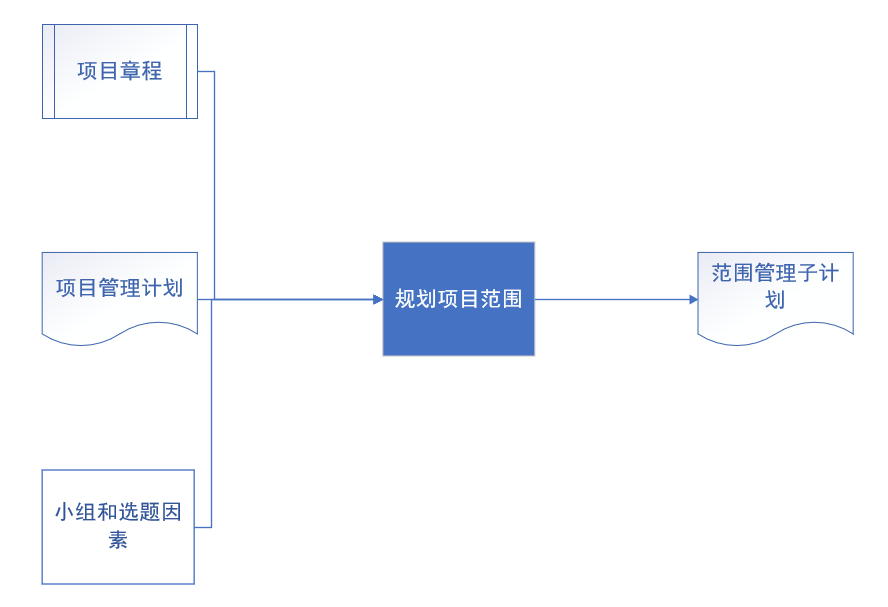 项目章程
项目管理计划
规划项目范围
范围管理子计
划
小组和选题因
素